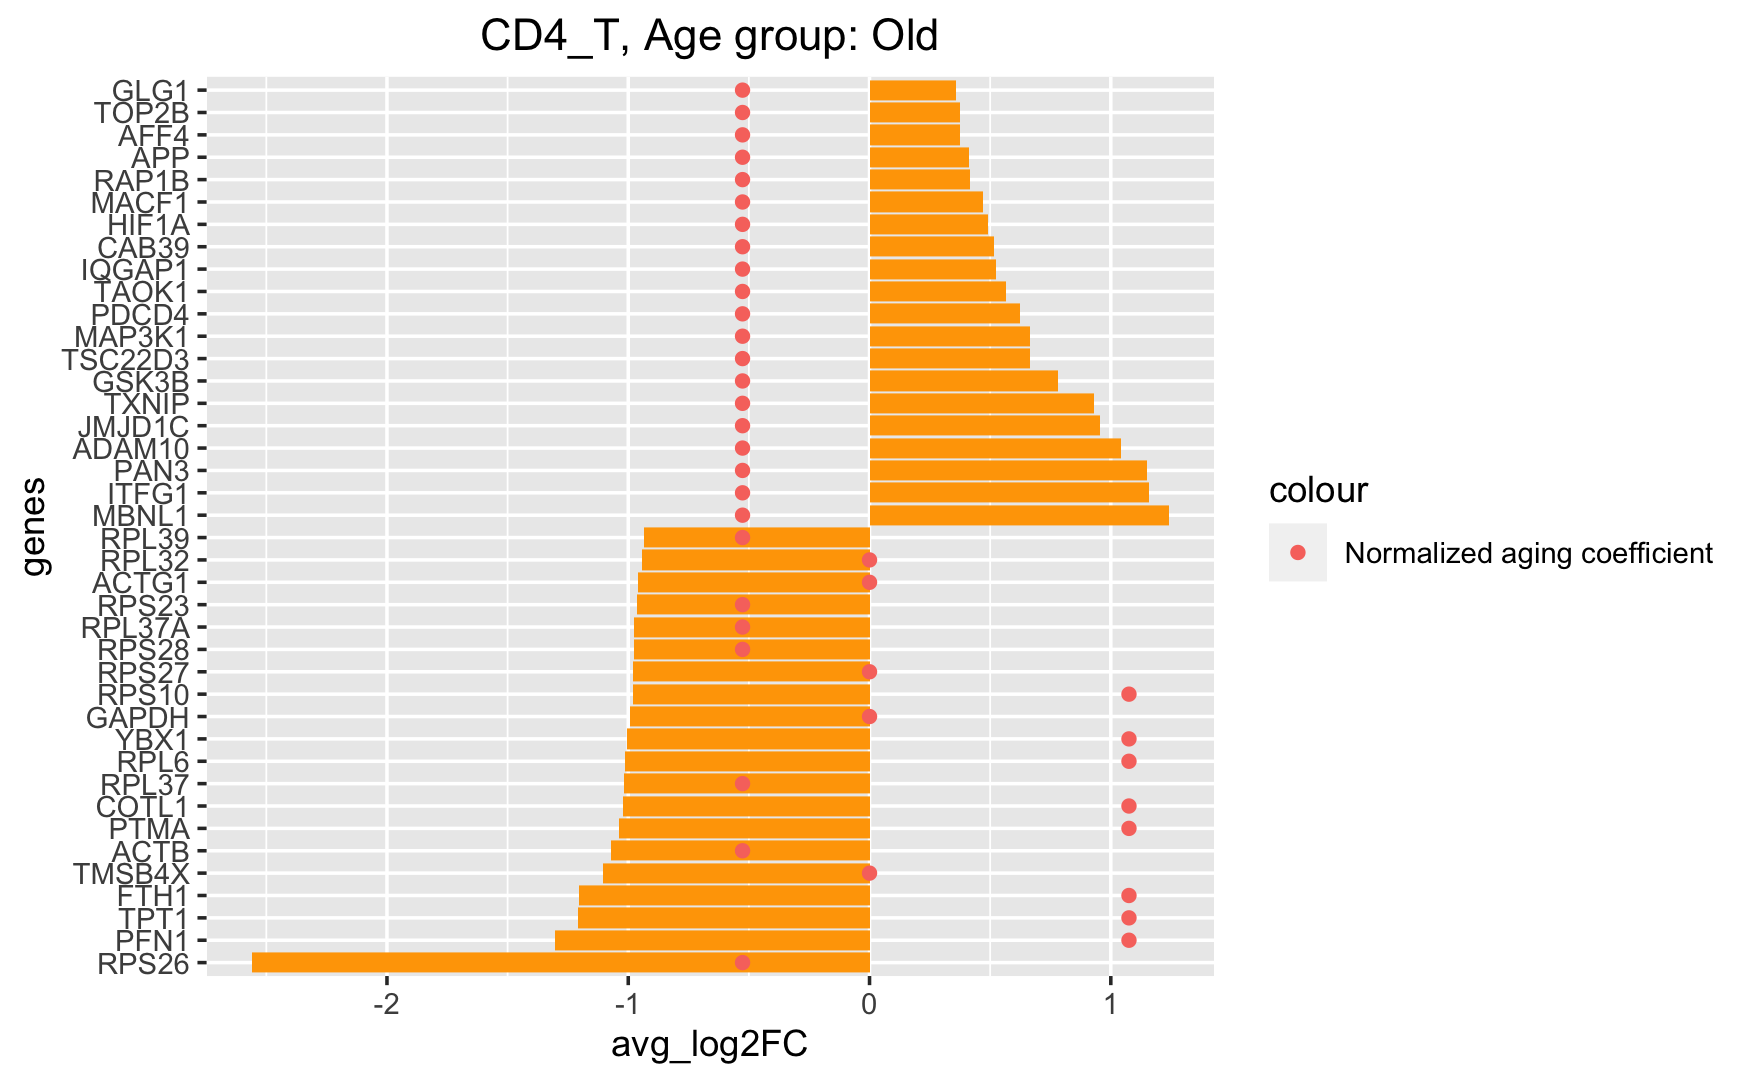 CD4_T, Age group: Old
genes
GLG1
TOP2B
AFF4
APP
RAP1B
MACF1
HIF1A
CAB39
IQGAP1
TAOK1
PDCD4
MAP3K1
TSC22D3
GSK3B
TXNIP
JMJD1C
ADAM10
PAN3
ITFG1
MBNL1
RPL39
RPL32
ACTG1
RPS23
RPL37A
RPS28
RPS27
RPS10
GAPDH
YBX1
RPL6
RPL37
COTL1
PTMA
ACTB
TMSB4X
FTH1
TPT1
PFN1
RPS26
-2 -1 0 1
avg_log2FC
colour
Normalized aging coefficient